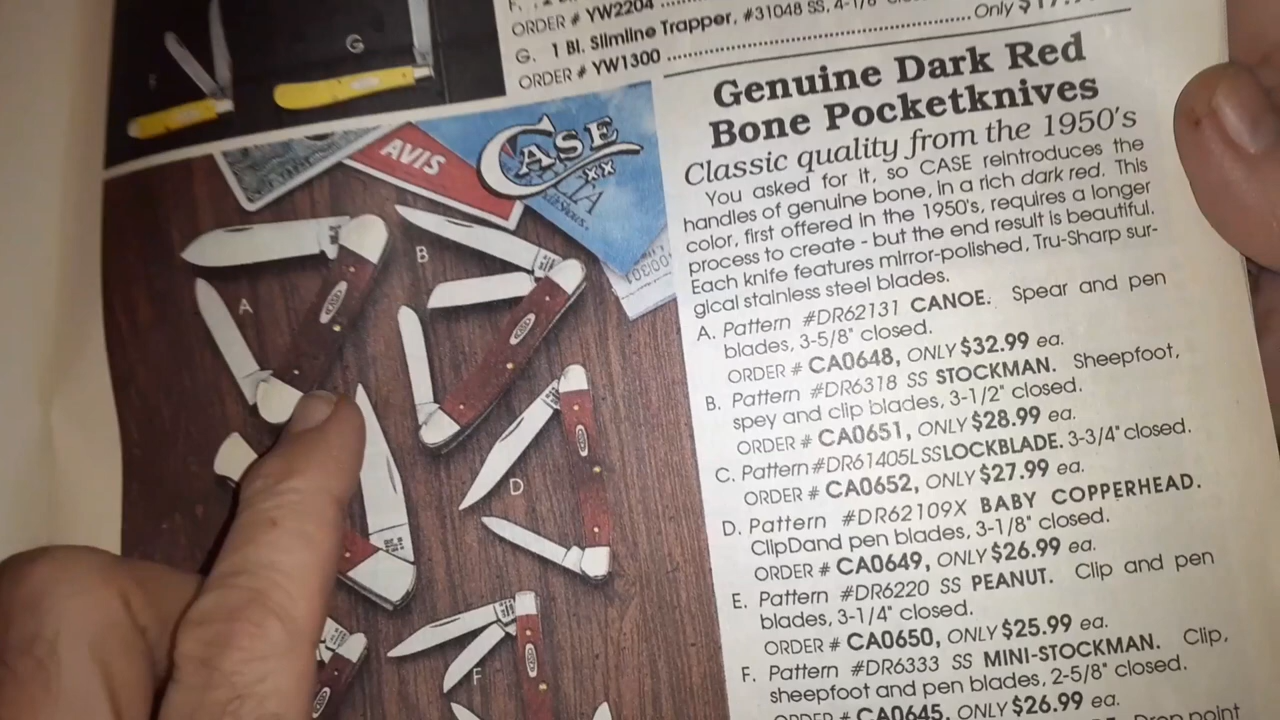 G
AVIS
CASE
XX
A
B
D
F
ORDER # YW2204
G. 1 Bl. Slimline Trapper, #31048 SS, 4-1/8"
Only
ORDER # YW1300
Genuine Dark Red
Bone Pocketknives
Classic quality from the 1950's
You asked for it, so CASE reintroduces the
handles of genuine bone, in a rich dark red. This
color, first offered in the 1950's, requires a longer
process to create - but the end result is beautiful.
Each knife features mirror-polished, Tru-Sharp sur-
gical stainless steel blades.
A. Pattern #DR62131 CANOE. Spear and pen
blades, 3-5/8" closed.
ORDER # CA0648, ONLY $32.99 ea.
B. Pattern #DR6318 SS STOCKMAN. Sheepfoot,
spey and clip blades, 3-1/2" closed.
ORDER # CA0651, ONLY $28.99 ea.
C. Pattern #DR61405L SS LOCKBLADE. 3-3/4" closed.
ORDER # CA0652, ONLY $27.99 ea.
D. Pattern #DR62109X BABY COPPERHEAD.
ClipDand pen blades, 3-1/8" closed.
ORDER # CA0649, ONLY $26.99 ea.
E. Pattern #DR6220 SS PEANUT. Clip and pen
blades, 3-1/4" closed.
ORDER # CA0650, ONLY $25.99 ea.
F. Pattern #DR6333 SS MINI-STOCKMAN. Clip,
sheepfoot and pen blades, 2-5/8" closed.
ORDER # CA0645, ONLY $26.99 ea.
Drop point